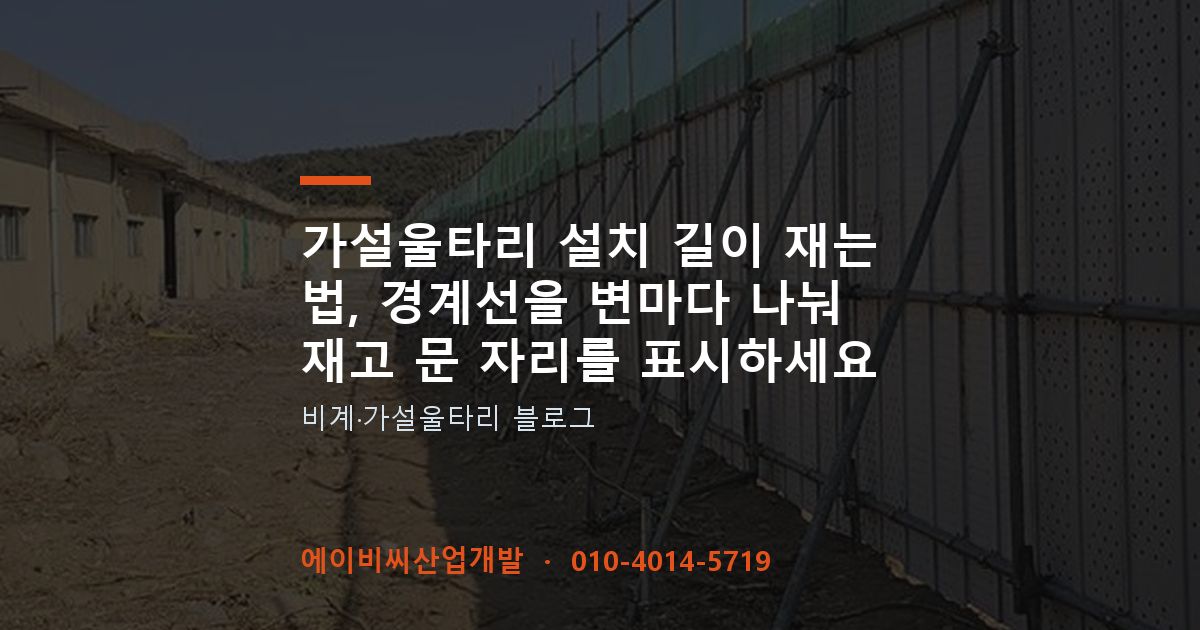 가설울타리 설치 길이 재는
법, 경계선을 변마다 나눠
재고 문 자리를 표시하세요
비계·가설울타리 블로그
에이비씨산업개발 · 010-4014-5719